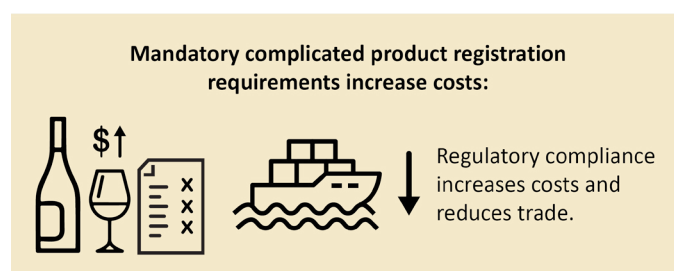 Mandatory complicated product registration
requirements increase costs:
$
x
x
x
Regulatory compliance
increases costs and
reduces trade.